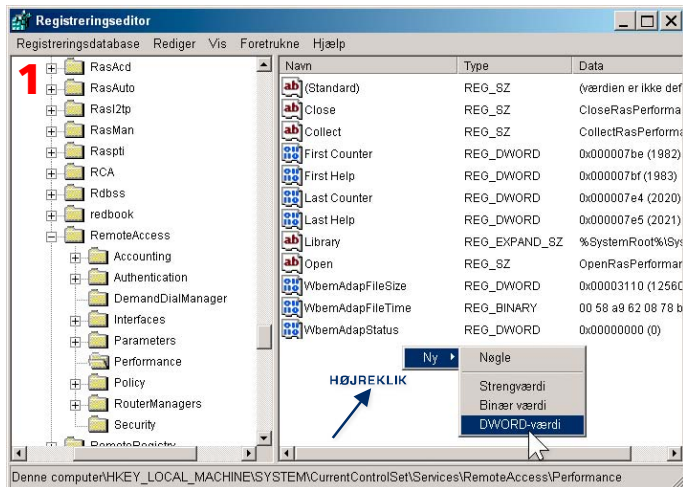 Registreringseditor
Registreringsdatabase Rediger Vis Foretrukne Hjælp
1
RasAcd
RasAuto
Rasl2tp
RasMan
Raspti
RCA
Rdbss
redbook
RemoteAccess
Accounting
Authentication
DemandDialManager
Interfaces
Parameters
Performance
Policy
RouterManagers
Security
RemoteRegistry
Navn Type Data
(Standard) REG_SZ (værdien er ikke def
Close REG_SZ CloseRasPerforma
Collect REG_SZ CollectRasPerforma
First Counter REG_DWORD 0x000007be (1982)
First Help REG_DWORD 0x000007bf (1983)
Last Counter REG_DWORD 0x000007e4 (2020)
Last Help REG_DWORD 0x000007e5 (2021)
Library REG_EXPAND_SZ %SystemRoot%\Sys
Open REG_SZ OpenRasPerformar
WbemAdapFileSize REG_DWORD 0x00003110 (12560
WbemAdapFileTime REG_BINARY 00 58 a9 62 08 78 b
WbemAdapStatus REG_DWORD 0x00000000 (0)
Ny Nøgle
HØJREKLIK
Strengværdi
Binær værdi
DWORD-værdi
Denne computer\HKEY_LOCAL_MACHINE\SYSTEM\CurrentControlSet\Services\RemoteAccess\Performance